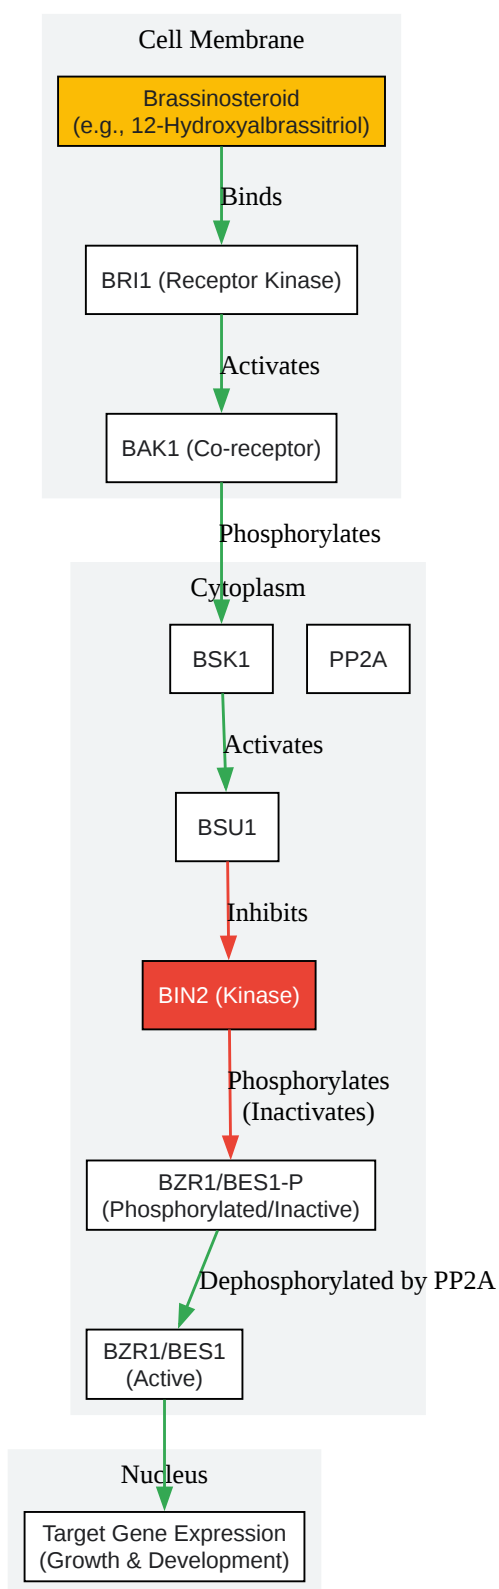 Cell Membrane
Brassinosteroid
(e.g., 12-Hydroxyalbrassitriol)
Binds
BRI1 (Receptor Kinase)
Activates
BAK1 (Co-receptor)
Phosphorylates
Cytoplasm
BSK1
PP2A
Activates
BSU1
Inhibits
BIN2 (Kinase)
Phosphorylates
(Inactivates)
BZR1/BES1-P
(Phosphorylated/Inactive)
Dephosphorylated by PP2A
BZR1/BES1
(Active)
Nucleus
Target Gene Expression
(Growth & Development)